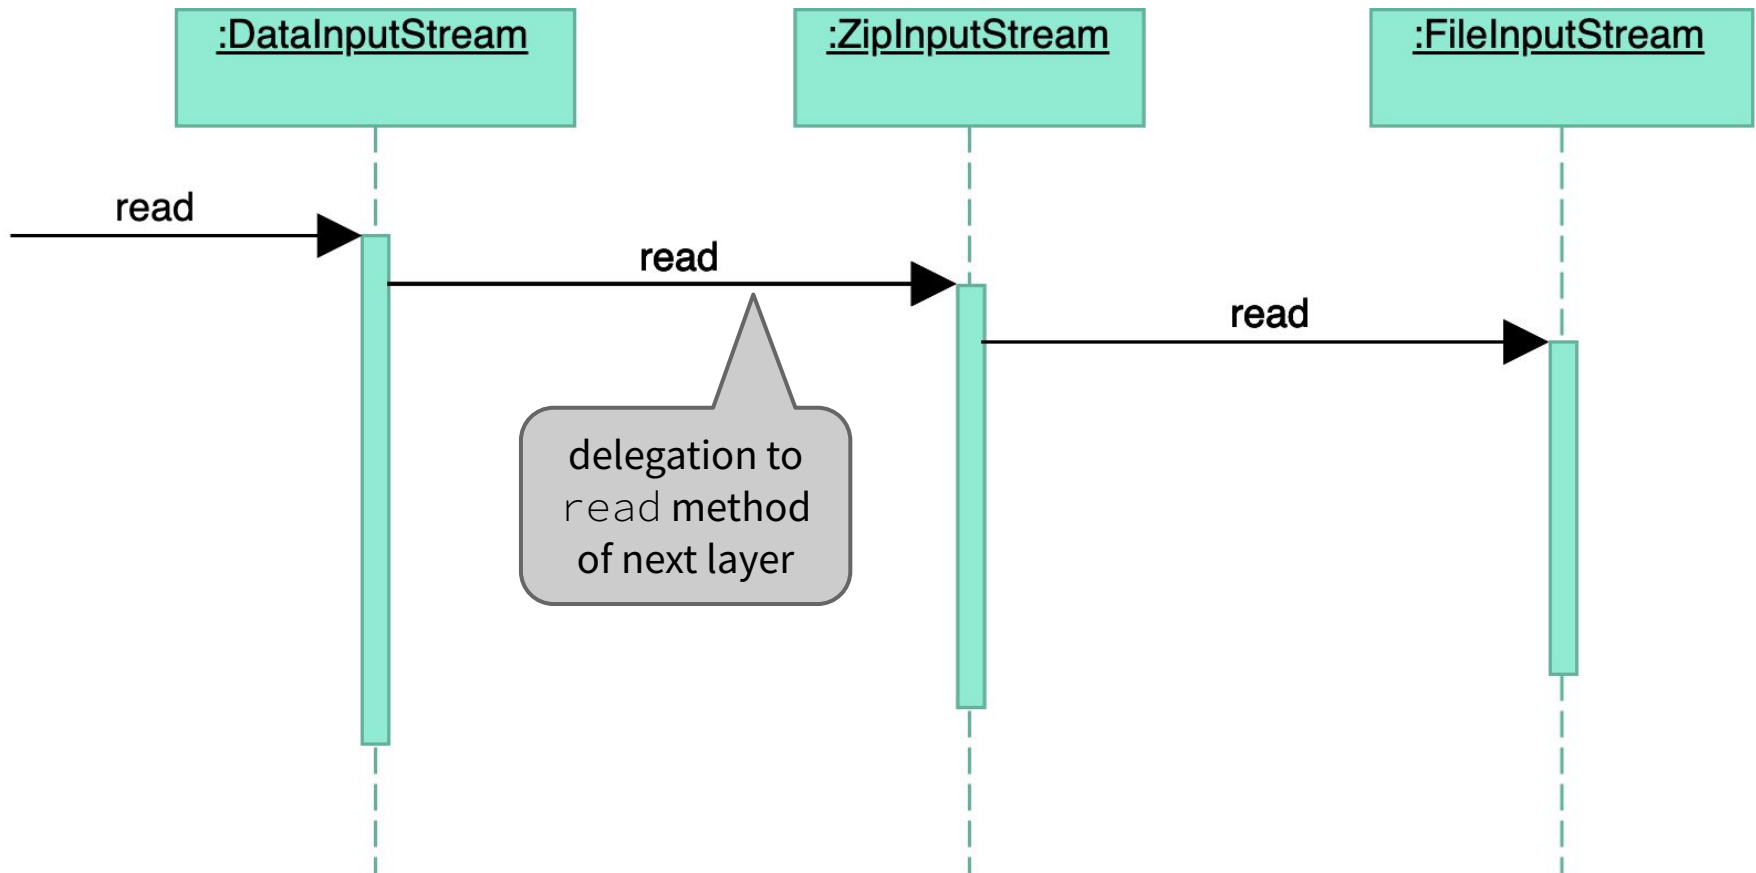 :DataInputStream
:ZipInputStream
:FileInputStream
read
read
read
delegation to
read method
of next layer